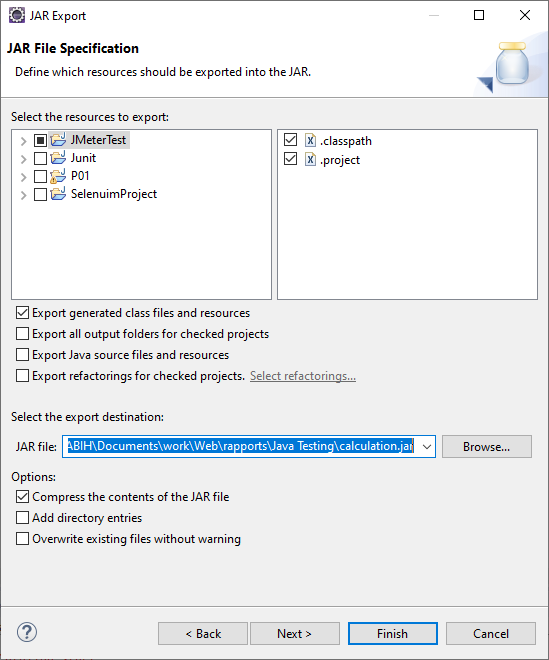 JAR Export
JAR File Specification
Define which resources should be exported into the JAR.
Select the resources to export:
JMeterTest
Junit
P01
SelenuimProject
.classpath
.project
Export generated class files and resources
Export all output folders for checked projects
Export Java source files and resources
Export refactorings for checked projects. Select refactorings...
Select the export destination:
JAR file: ABIH\Documents\work\Web\rapports\Java Testing\calculation.jar Browse...
Options:
Compress the contents of the JAR file
Add directory entries
Overwrite existing files without warning
? < Back Next > Finish Cancel